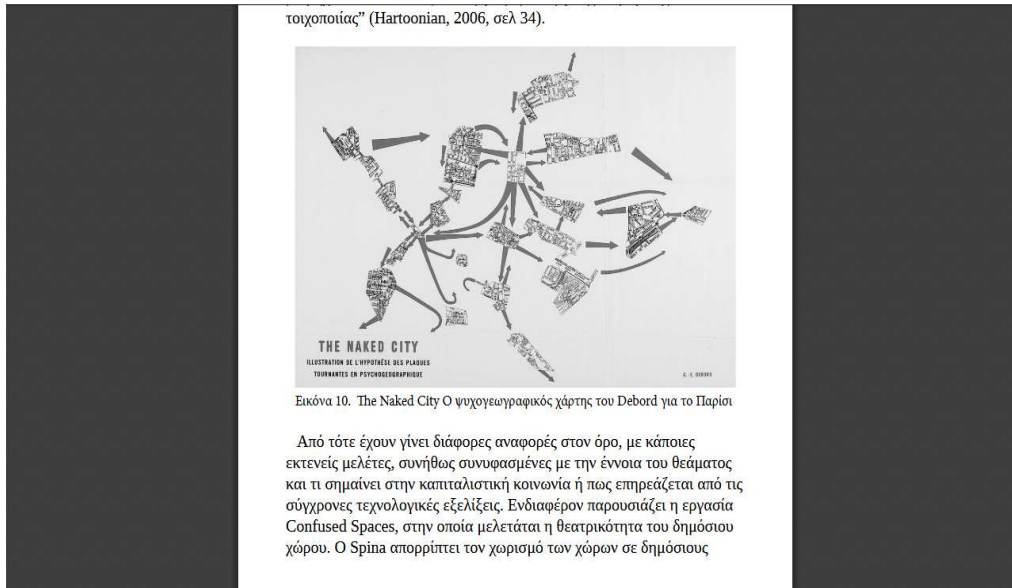 τοιχοποιίας” (Hartoonian, 2006, σελ 34).
THE NAKED CITY
ILLUSTRATION DE L'HYPOTHÈSE DES PLAQUES
TOURNANTES EN PSYCHOGEOGRAPHIQUE
G.-E. DEBORD
Εικόνα 10. The Naked City Ο ψυχογεωγραφικός χάρτης του Debord για το Παρίσι
Από τότε έχουν γίνει διάφορες αναφορές στον όρο, με κάποιες
εκτενείς μελέτες, συνήθως συνυφασμένες με την έννοια του θεάματος
και τι σημαίνει στην καπιταλιστική κοινωνία ή πως επηρεάζεται από τις
σύγχρονες τεχνολογικές εξελίξεις. Ενδιαφέρον παρουσιάζει η εργασία
Confused Spaces, στην οποία μελετάται η θεατρικότητα του δημόσιου
χώρου. Ο Spina απορρίπτει τον χωρισμό των χώρων σε δημόσιους